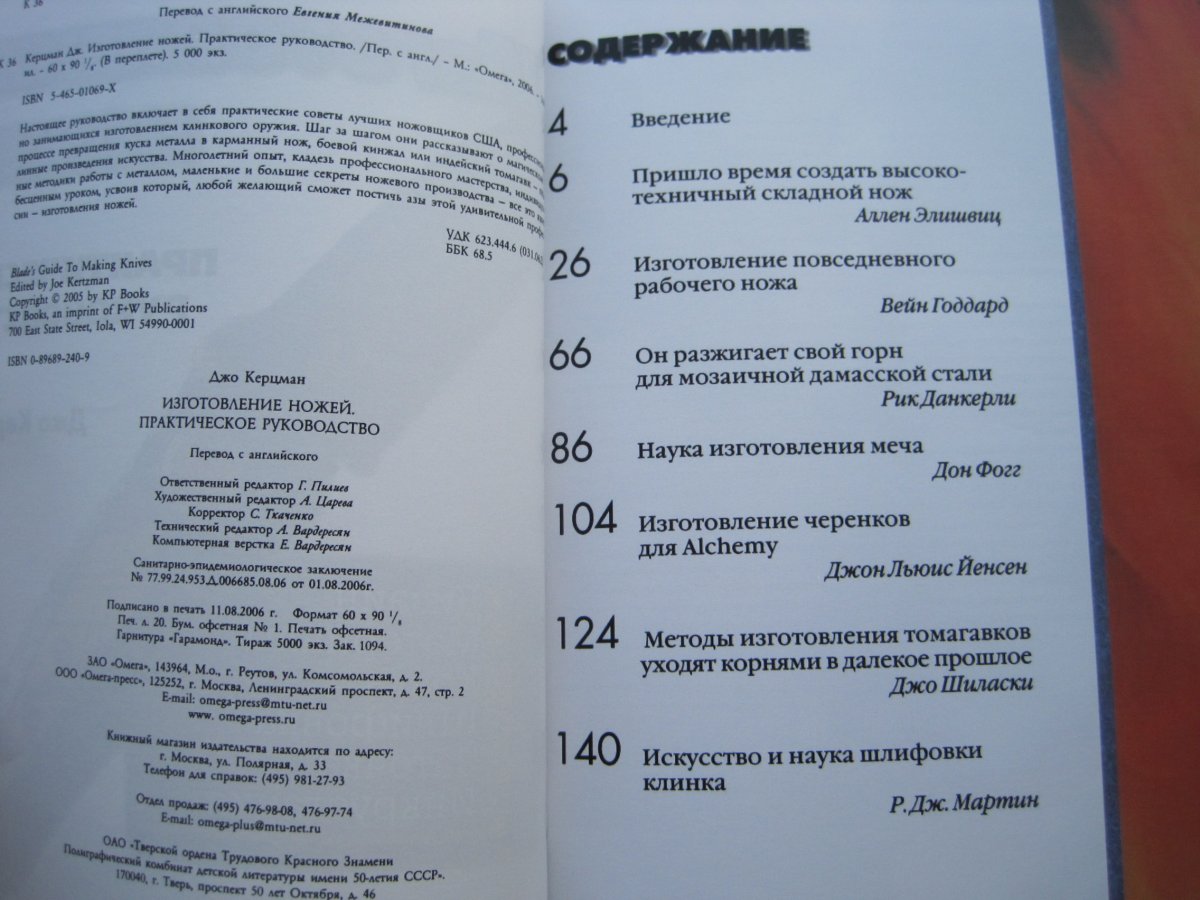 К 36
Перевод с английского Евгения Межевитинова
К 36 Керцман Дж. Изготовление ножей. Практическое руководство. /Пер. с англ./ – М.: «Омега», 2006. –
ил. - 60 х 90 1/8. (В переплете). 5 000 экз.
ISBN 5-465-01069-X
Настоящее руководство включает в себя практические советы лучших ножовщиков США,
но занимающихся изготовлением клинкового оружия. Шаг за шагом они рассказывают о
процессе превращения куска металла в карманный нож, боевой кинжал или индейский томагавк –
линные произведения искусства. Многолетний опыт, кладезь профессионального мастерства,
ные методики работы с металлом, маленькие и большие секреты ножевого производства – все это
бесценным уроком, усвоив который, любой желающий сможет постичь азы этой удивительной
сии – изготовления ножей.
УДК 623.444.6
ББК 68.5
Blade's Guide To Making Knives
Edited by Joe Kertzman
Copyright © 2005 by KP Books
KP Books, an imprint of F+W Publications
700 East State Street, Iola, WI 54990-0001
ISBN 0-89689-240-9
Джо Керцман
ИЗГОТОВЛЕНИЕ НОЖЕЙ.
ПРАКТИЧЕСКОЕ РУКОВОДСТВО
Перевод с английского
Ответственный редактор Г. Пилиев
Художественный редактор А. Царева
Корректор С. Ткаченко
Технический редактор А. Вардересян
Компьютерная верстка Е. Вардересян
Санитарно-эпидемиологическое заключение
№ 77.99.24.953.Д.006685.08.06 от 01.08.2006г.
Подписано в печать 11.08.2006 г. Формат 60 х 90 1/8
Печ. л. 20. Бум. офсетная № 1. Печать офсетная.
Гарнитура «Гарамонд». Тираж 5000 экз. Зак. 1094.
ЗАО «Омега», 143964, М.о., г. Реутов, ул. Комсомольская, д. 2.
ООО «Омега-пресс», 125252, г. Москва, Ленинградский проспект, д. 47, стр. 2
E-mail: omega-press@mtu-net.ru
www. omega-press.ru
Книжный магазин издательства находится по адресу:
г. Москва, ул. Полярная, д. 33
Телефон для справок: (495) 981-27-93
Отдел продаж: (495) 476-98-08, 476-97-74
E-mail: omega-plus@mtu-net.ru
ОАО «Тверской ордена Трудового Красного Знамени
Полиграфический комбинат детской литературы имени 50-летия СССР».
170040, г. Тверь, проспект 50 лет Октября, д. 46
СОДЕРЖАНИЕ
4 Введение
6 Пришло время создать высоко-
техничный складной нож
Аллен Элишвиц
26 Изготовление повседневного
рабочего ножа
Вейн Годдард
66 Он разжигает свой горн
для мозаичной дамасской стали
Рик Данкерли
86 Наука изготовления меча
Дон Фогг
104 Изготовление черенков
для Alchemy
Джон Льюис Йенсен
124 Методы изготовления томагавков
уходят корнями в далекое прошлое
Джо Шиласки
140 Искусство и наука шлифовки
клинка
Р. Дж. Мартин